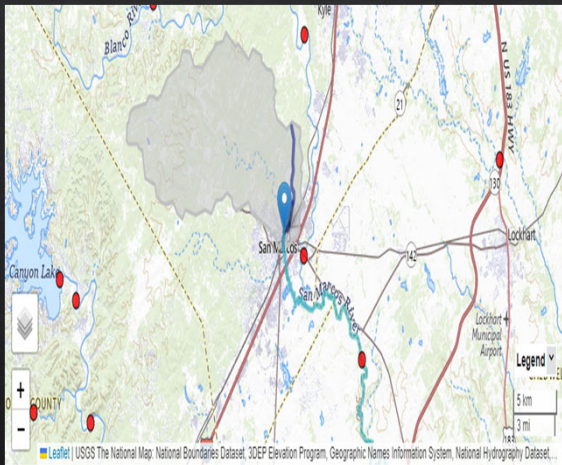 Kyle
Blanco Riv
21
N US 183 HWY
130
San Marcos
142
Lockhart
Canyon Lake
San Marcos River
Lockhart
Municipal
Airport
Legend
CALDWELL
+
5 km
COUNTY
−
3 mi
183
Leaflet | USGS The National Map: National Boundaries Dataset, 3DEP Elevation Program, Geographic Names Information System, National Hydrography Dataset,...